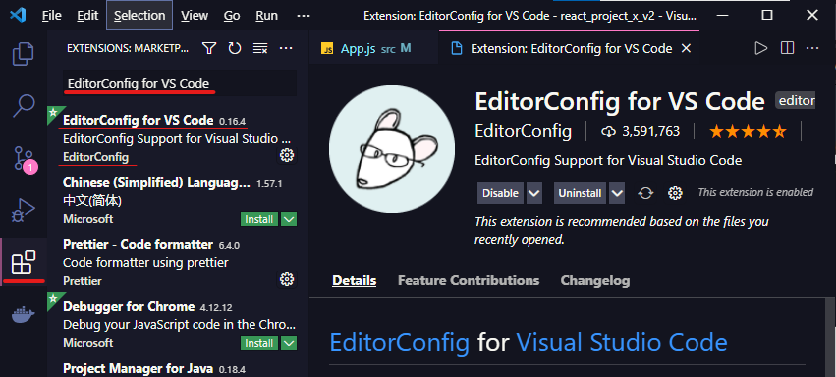 File Edit Selection View Go Run ...
Extension: EditorConfig for VS Code - react_project_x_v2 - Visu...
EXTENSIONS: MARKETP...
EditorConfig for VS Code
EditorConfig for VS Code 0.16.4
EditorConfig Support for Visual Studio ...
EditorConfig
Chinese (Simplified) Languag... 1.57.1
中文(简体)
Microsoft
Install
Prettier - Code formatter 6.4.0
Code formatter using prettier
Prettier
Debugger for Chrome 4.12.12
Debug your JavaScript code in the Chro...
Microsoft
Install
Project Manager for Java 0.18.4
1
JS App.js src M
Extension: EditorConfig for VS Code
EditorConfig for VS Code editor
EditorConfig 3,591,763
EditorConfig Support for Visual Studio Code
Disable Uninstall This extension is enabled
This extension is recommended based on the files you
recently opened.
Details Feature Contributions Changelog
EditorConfig for Visual Studio Code